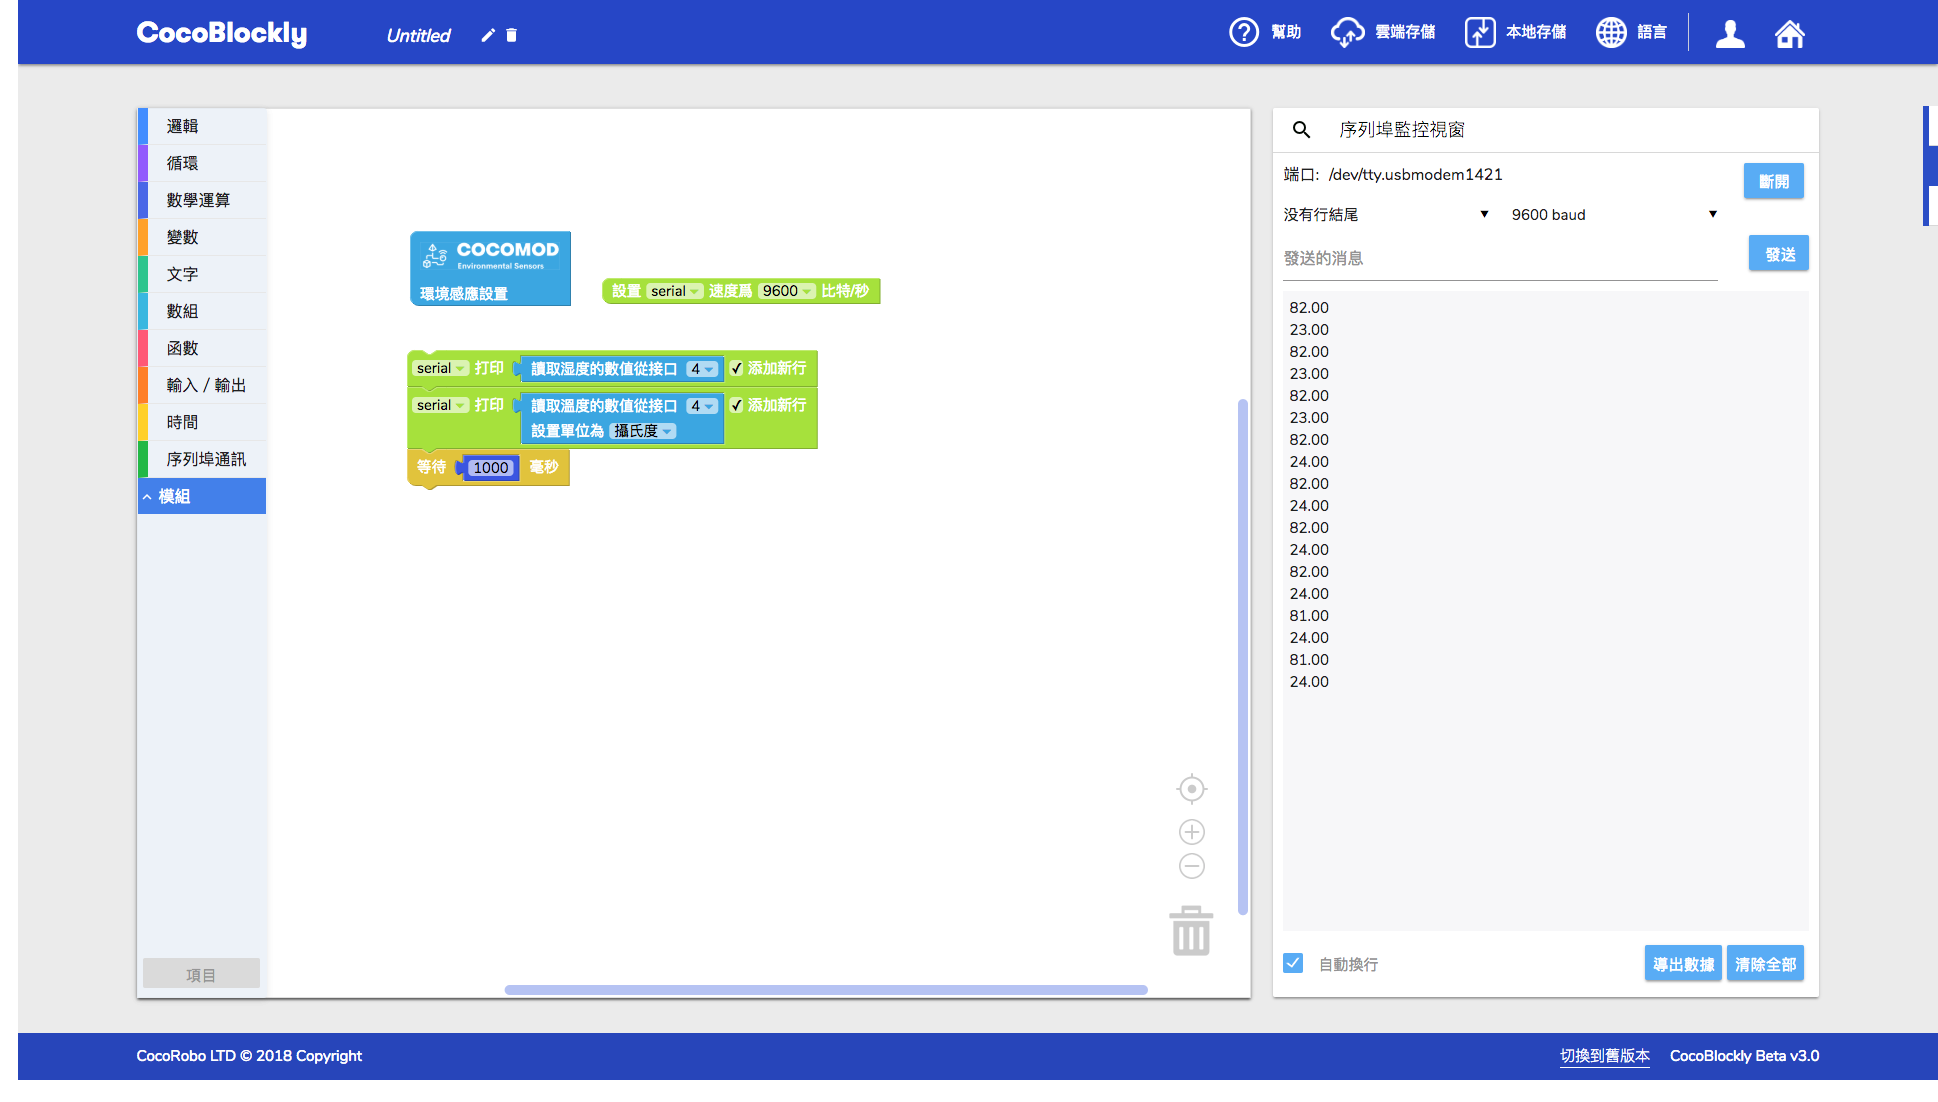 CocoBlockly
Untitled
幫助
雲端存儲
本地存儲
語言
邏輯
循環
數學運算
變數
文字
數組
函數
輸入 / 輸出
時間
序列埠通訊
模組
項目
COCOMOD
Environmental Sensors
環境感應設置
設置 serial 速度爲 9600 比特/秒
serial 打印 讀取湿度的數值從接口 4 ✓ 添加新行
serial 打印 讀取溫度的數值從接口 4 ✓ 添加新行
設置單位為 攝氏度
等待 1000 毫秒
序列埠監控視窗
端口: /dev/tty.usbmodem1421
斷開
没有行結尾
9600 baud
發送的消息
發送
82.00
23.00
82.00
23.00
82.00
23.00
82.00
24.00
82.00
24.00
82.00
24.00
82.00
24.00
81.00
24.00
81.00
24.00
自動換行
導出數據
清除全部
CocoRobo LTD © 2018 Copyright
切換到舊版本
CocoBlockly Beta v3.0